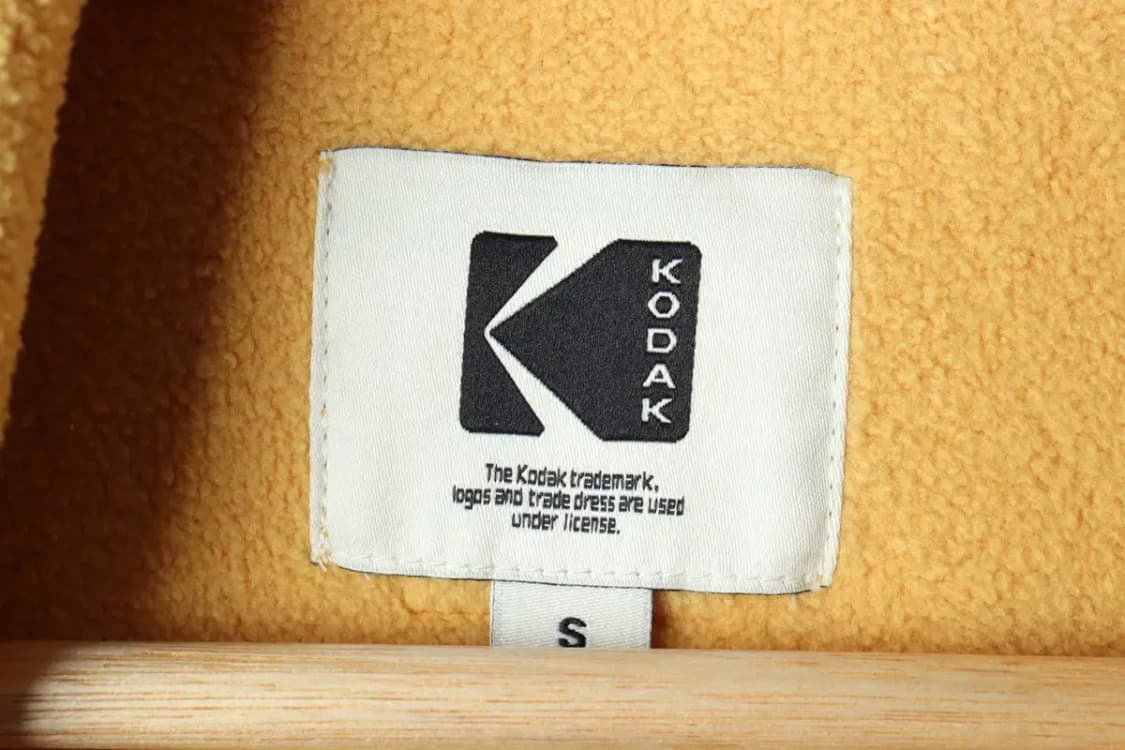 KODAK
The Kodak trademark,
logos and trade dress are used
under license.
S